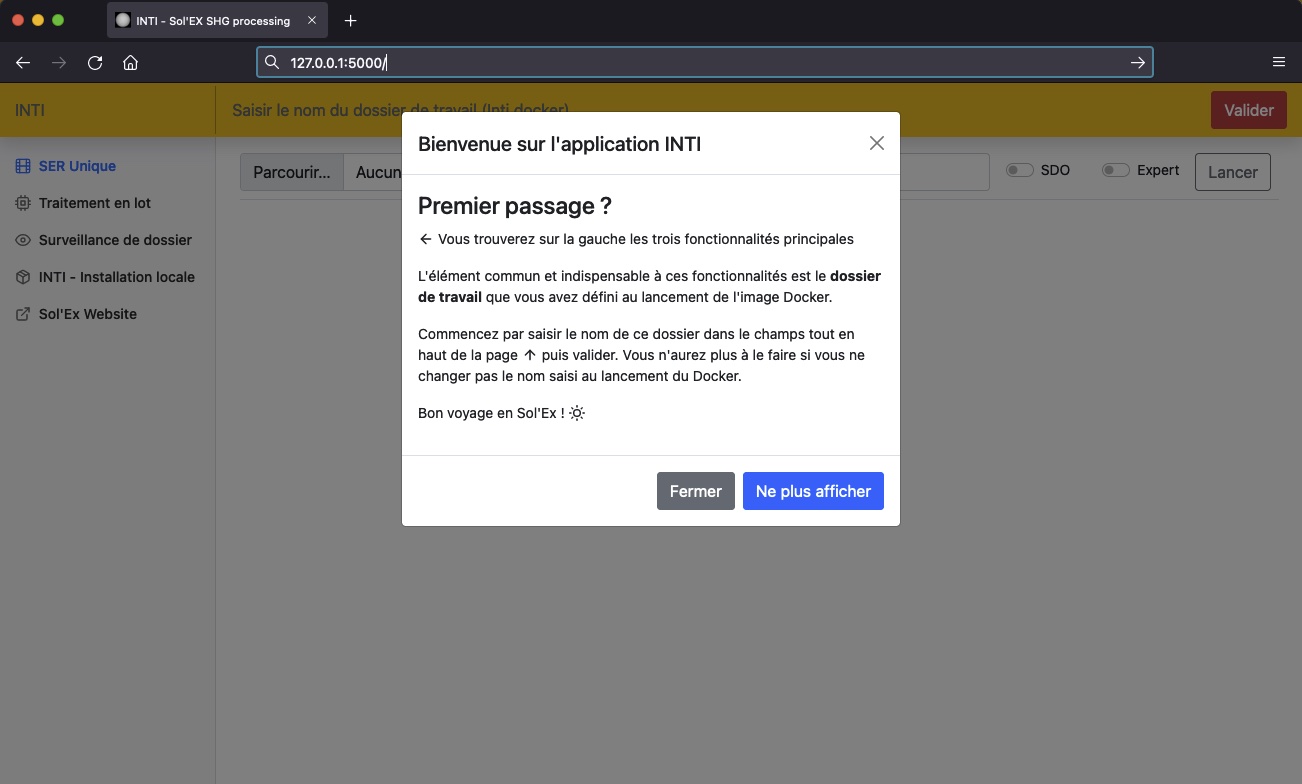 INTI - Sol'EX SHG processing
127.0.0.1:5000/
INTI
Saisir le nom du dossier de travail (Inti docker)
Valider
SER Unique
Traitement en lot
Surveillance de dossier
INTI - Installation locale
Sol'Ex Website
Parcourir...
Aucun
SDO
Expert
Lancer
Bienvenue sur l'application INTI
Premier passage ?
← Vous trouverez sur la gauche les trois fonctionnalités principales
L'élément commun et indispensable à ces fonctionnalités est le dossier
de travail que vous avez défini au lancement de l'image Docker.
Commencez par saisir le nom de ce dossier dans le champs tout en
haut de la page ↑ puis valider. Vous n'aurez plus à le faire si vous ne
changer pas le nom saisi au lancement du Docker.
Bon voyage en Sol'Ex !
Fermer
Ne plus afficher